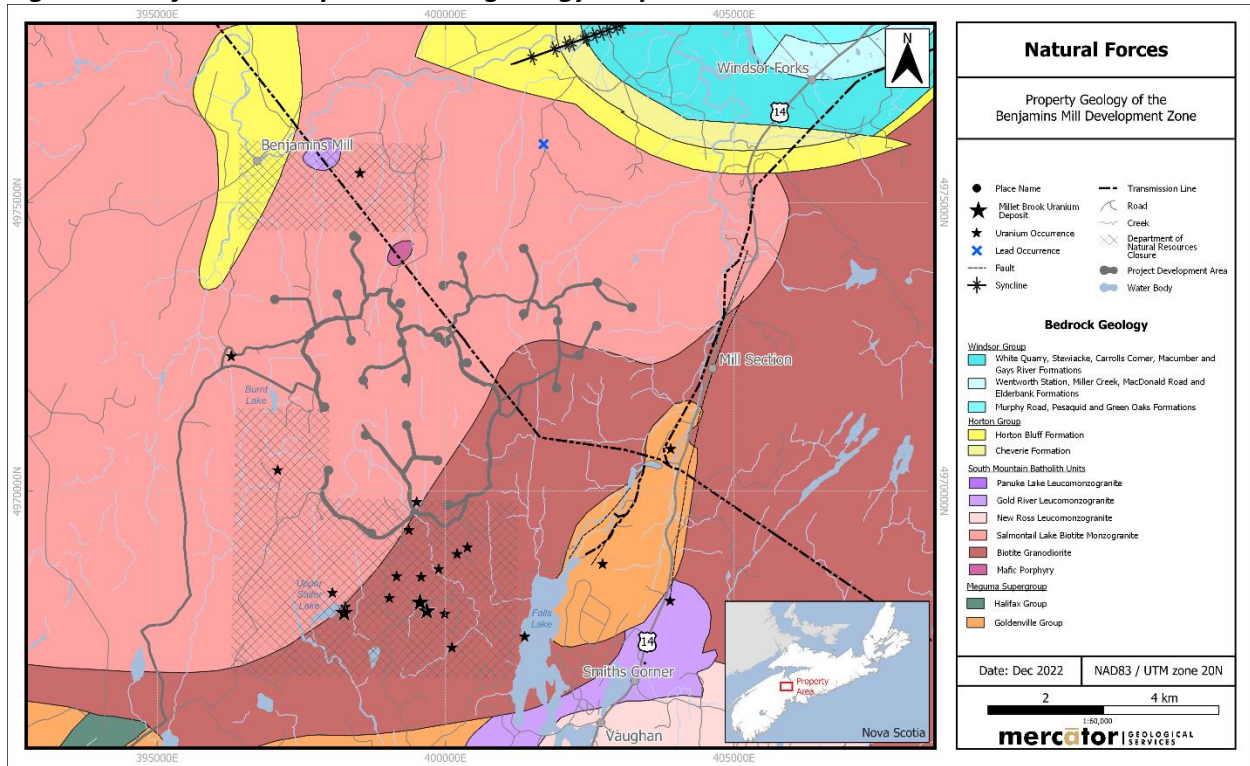 395000E
400000E
405000E
N
Windsor Forks
14
Benjamins Mill
4975000N
4975000N
Mill Section
Burnt
Lake
4970000N
4970000N
Upper
Salter
Lake
Falls
Lake
14
Smiths Corner
Vaughan
Property
Area
Nova Scotia
395000E
400000E
405000E
Natural Forces
Property Geology of the
Benjamins Mill Development Zone
Place Name
Millet Brook Uranium
Deposit
Uranium Occurrence
Lead Occurrence
Fault
Syncline
Transmission Line
Road
Creek
Department of
Natural Resources
Closure
Project Development Area
Water Body
Bedrock Geology
Windsor Group
White Quarry, Stewiacke, Carrolls Corner, Macumber and
Gays River Formations
Wentworth Station, Miller Creek, MacDonald Road and
Elderbank Formations
Murphy Road, Pesaquid and Green Oaks Formations
Horton Group
Horton Bluff Formation
Cheverie Formation
South Mountain Batholith Units
Panuke Lake Leucomonzogranite
Gold River Leucomonzogranite
New Ross Leucomonzogranite
Salmontail Lake Biotite Monzogranite
Biotite Granodiorite
Mafic Porphyry
Meguma Supergroup
Halifax Group
Goldenville Group
Date: Dec 2022
NAD83 / UTM zone 20N
2 4 km
1:60,000
mercator GEOLOGICAL
SERVICES